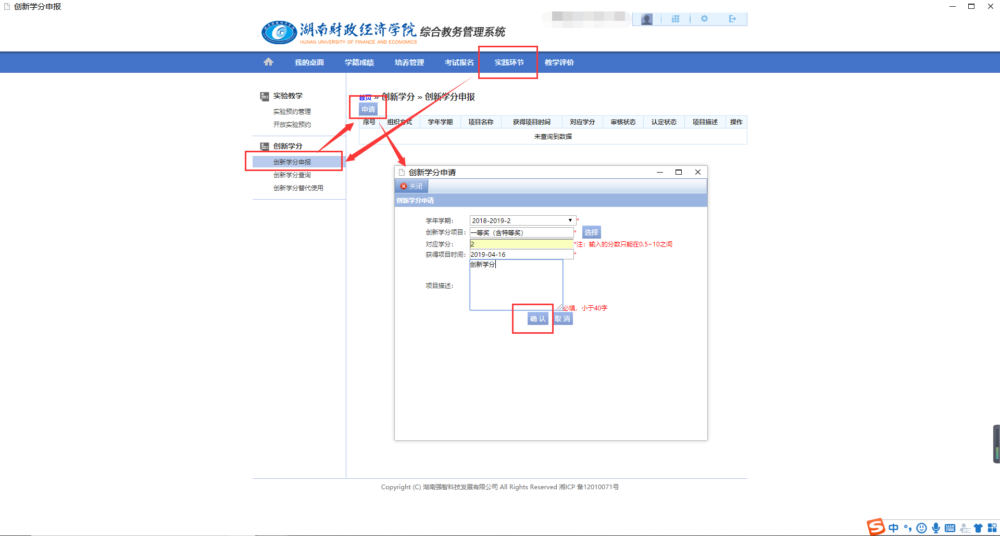 创新学分申报
湖南财政经济学院 综合教务管理系统
HUNAN UNIVERSITY OF FINANCE AND ECONOMICS
我的桌面 学籍成绩 培养管理 考试报名 实践环节 教学评价
实验教学
实验预约管理
开放实验预约
创新学分
创新学分申报
创新学分查询
创新学分替代使用
首页 » 创新学分 » 创新学分申报
申请
序号 组织方式 学年学期 项目名称 获得项目时间 对应学分 审核状态 认定状态 项目描述 操作
未查询到数据
创新学分申请
关闭
创新学分申请
学年学期： 2018-2019-2 *
创新学分项目： 一等奖（含特等奖） * 选择
对应学分： 2 *注：输入的分数只能在0.5~10之间
获得项目时间： 2019-04-16 *
项目描述： 创新学分
必填，小于40字
确 认 取 消
Copyright (C) 湖南强智科技发展有限公司 All Rights Reserved 湘ICP 备12010071号
中